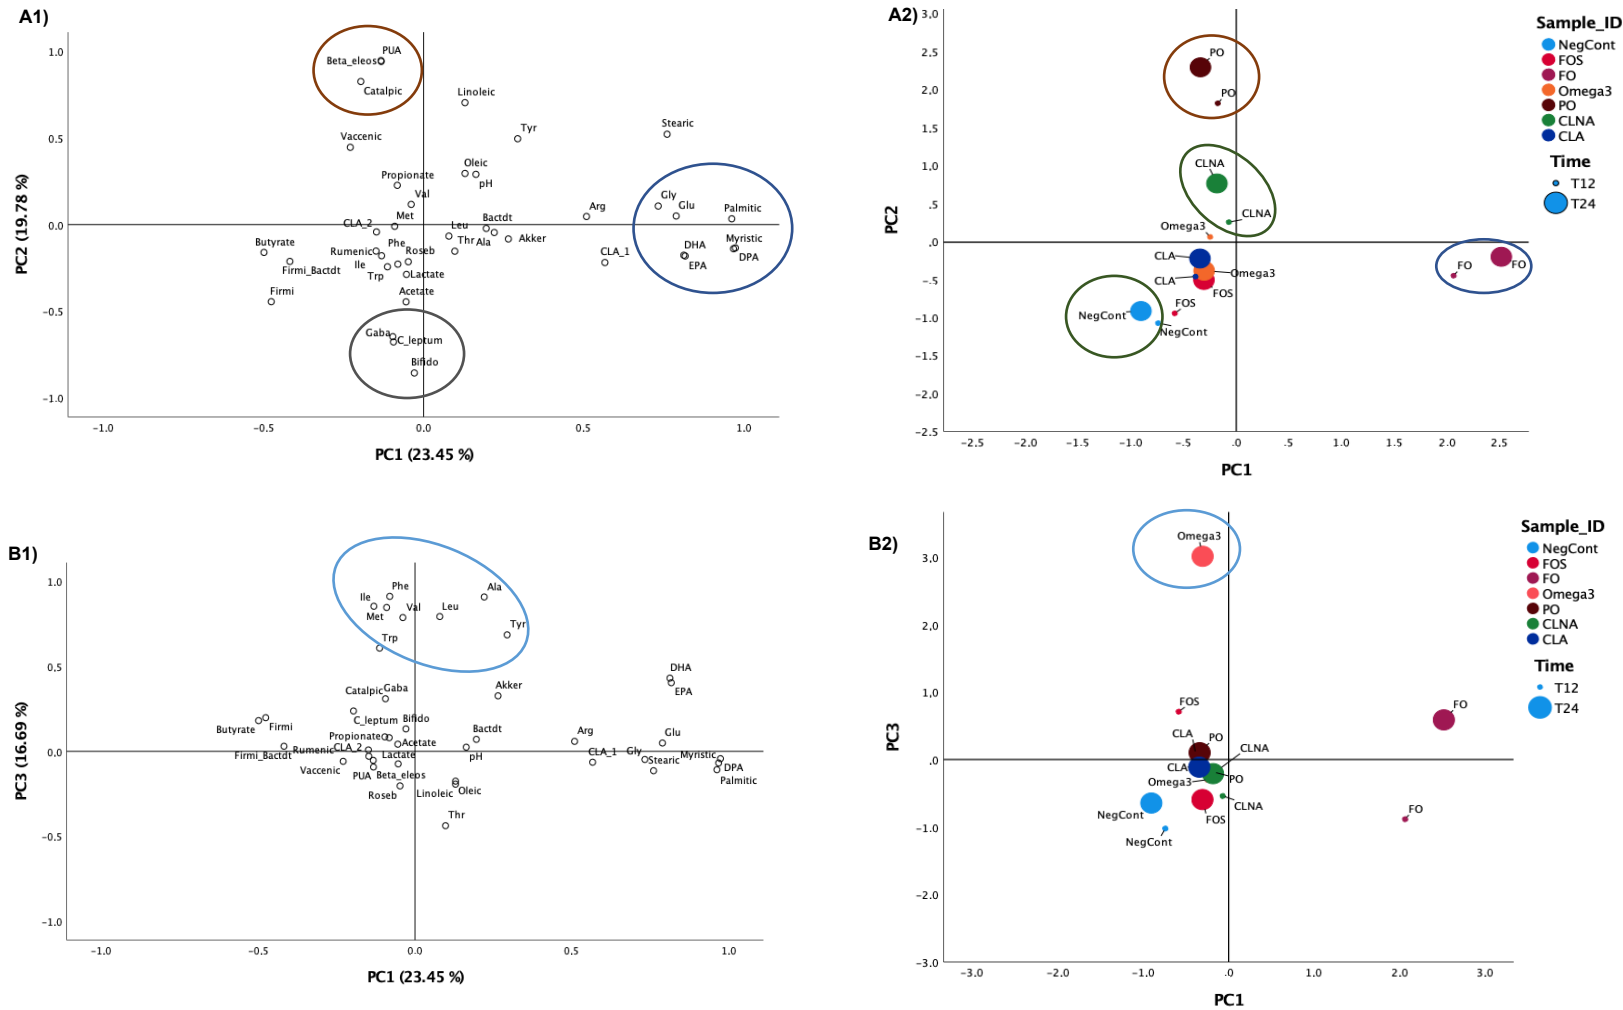 A1)
1.0
0.5
0.0
-0.5
-1.0
PC2 (19.78 %)
PUA
Beta_eleos
Catalpic
Linoleic
Vaccenic
Tyr
Stearic
Oleic
pH
Propionate
Val
Gly
Glu
Palmitic
Arg
CLA_2
Met
Leu
Bactdt
Thr
Ala
Akker
Butyrate
Rumenic
Phe
Roseb
CLA_1
DHA
Myristic
DPA
EPA
Firmi_Bactdt
Ile
Trp
Lactate
Firmi
Acetate
Gaba
C_leptum
Bifido
-1.0
-0.5
0.0
0.5
1.0
PC1 (23.45 %)
A2)
3.0
2.5
2.0
1.5
1.0
.5
.0
-.5
-1.0
-1.5
-2.0
-2.5
PC2
PO
PO
CLNA
CLNA
Omega3
CLA
CLA
Omega3
FOS
FOS
NegCont
NegCont
FO
FO
-2.5
-2.0
-1.5
-1.0
-.5
.0
.5
1.0
1.5
2.0
2.5
PC1
Sample_ID
NegCont
FOS
FO
Omega3
PO
CLNA
CLA
Time
T12
T24
B1)
1.0
0.5
0.0
-0.5
-1.0
PC3 (16.69 %)
Phe
Ala
Ile
Met
Val
Leu
Tyr
Trp
DHA
EPA
Catalpic
Gaba
Akker
C_leptum
Bifido
Butyrate
Firmi
Propionate
Acetate
Bactdt
Arg
Glu
Firmi_Bactdt
Rumenic
CLA_2
Lactate
pH
CLA_1
Gly
Myristic
Stearic
DPA
Palmitic
Vaccenic
PUA
Beta_eleos
Roseb
Linoleic
Oleic
Thr
-1.0
-0.5
0.0
0.5
1.0
PC1 (23.45 %)
B2)
3.0
2.0
1.0
.0
-1.0
-2.0
-3.0
PC3
Omega3
FOS
FO
CLA
PO
CLNA
CLA
Omega3
PO
CLNA
NegCont
FOS
FO
NegCont
-3.0
-2.0
-1.0
.0
1.0
2.0
3.0
PC1
Sample_ID
NegCont
FOS
FO
Omega3
PO
CLNA
CLA
Time
T12
T24